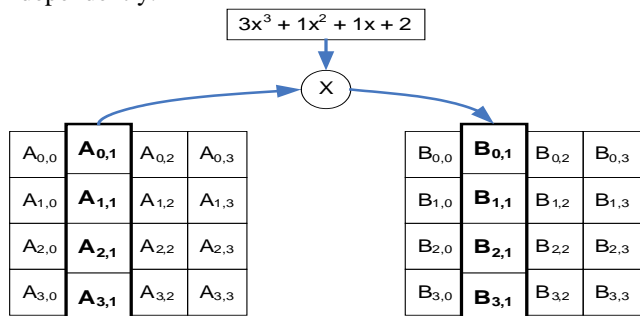 3x³ + 1x² + 1x + 2
X
A0,0 A0,1 A0,2 A0,3
A1,0 A1,1 A1,2 A1,3
A2,0 A2,1 A2,2 A2,3
A3,0 A3,1 A3,2 A3,3
B0,0 B0,1 B0,2 B0,3
B1,0 B1,1 B1,2 B1,3
B2,0 B2,1 B2,2 B2,3
B3,0 B3,1 B3,2 B3,3